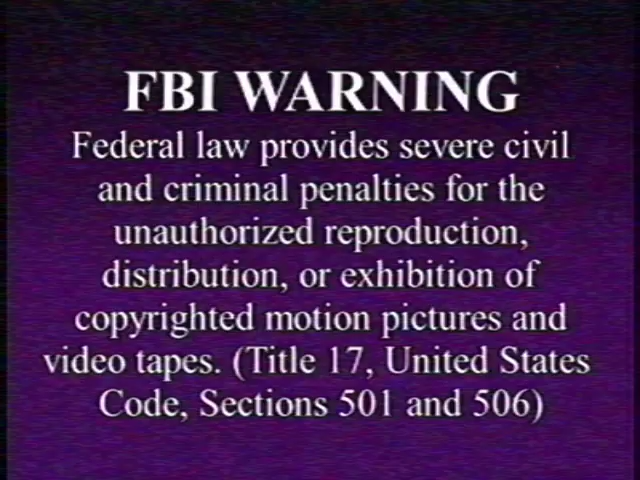 FBI WARNING
Federal law provides severe civil
and criminal penalties for the
unauthorized reproduction,
distribution, or exhibition of
copyrighted motion pictures and
video tapes. (Title 17, United States
Code, Sections 501 and 506)